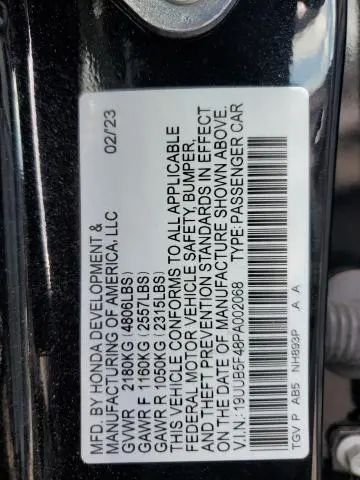 MFD. BY HONDA DEVELOPMENT & 02/'23
MANUFACTURING OF AMERICA, LLC
GVWR 2180KG (4806LBS)
GAWR F 1160KG (2557LBS)
GAWR R 1050KG (2315LBS)
THIS VEHICLE CONFORMS TO ALL APPLICABLE
FEDERAL MOTOR VEHICLE SAFETY, BUMPER,
AND THEFT PREVENTION STANDARDS IN EFFECT
ON THE DATE OF MANUFACTURE SHOWN ABOVE.
V.I.N.: 19UUB5F48PA002068 TYPE: PASSENGER CAR
TGV P AB5 NH893P A A